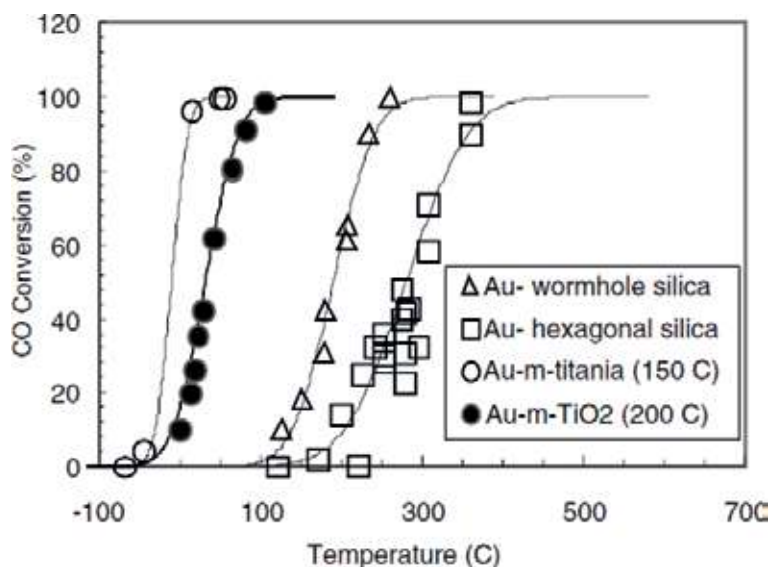 120
100
80
60
40
20
0
CO Conversion (%)
Au- wormhole silica
Au- hexagonal silica
Au-m-titania (150 C)
Au-m-TiO2 (200 C)
-100 100 300 500 700
Temperature (C)